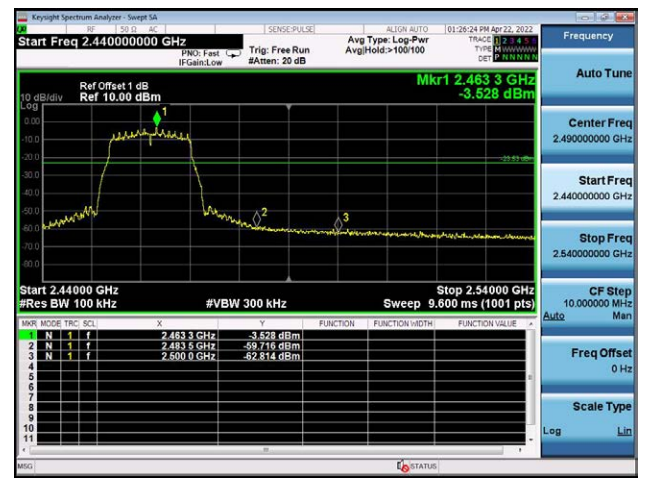 Keysight Spectrum Analyzer - Swept SA
RF 50 Ω AC SENSE:PULSE ALIGN AUTO 01:26:24 PM Apr 22, 2022
Start Freq 2.440000000 GHz
PNO: Fast
IFGain:Low
Trig: Free Run
#Atten: 20 dB
Avg Type: Log-Pwr
Avg|Hold:>100/100
TRACE 1 2 3 4 5 6
TYPE M WWWWW
DET P N N N N N
Ref Offset 1 dB
10 dB/div Ref 10.00 dBm
Mkr1 2.463 3 GHz
-3.528 dBm
Log
0.00
-10.0
-20.0
-30.0
-40.0
-50.0
-60.0
-70.0
-80.0
1
2
3
-23.53 dBm
Start 2.44000 GHz Stop 2.54000 GHz
#Res BW 100 kHz #VBW 300 kHz Sweep 9.600 ms (1001 pts)
MKR MODE TRC SCL X Y FUNCTION FUNCTION WIDTH FUNCTION VALUE
1 N 1 f 2.463 3 GHz -3.528 dBm
2 N 1 f 2.483 5 GHz -59.716 dBm
3 N 1 f 2.500 0 GHz -62.814 dBm
4
5
6
7
8
9
10
11
MSG STATUS
Frequency
Auto Tune
Center Freq
2.490000000 GHz
Start Freq
2.440000000 GHz
Stop Freq
2.540000000 GHz
CF Step
10.000000 MHz
Auto Man
Freq Offset
0 Hz
Scale Type
Log Lin